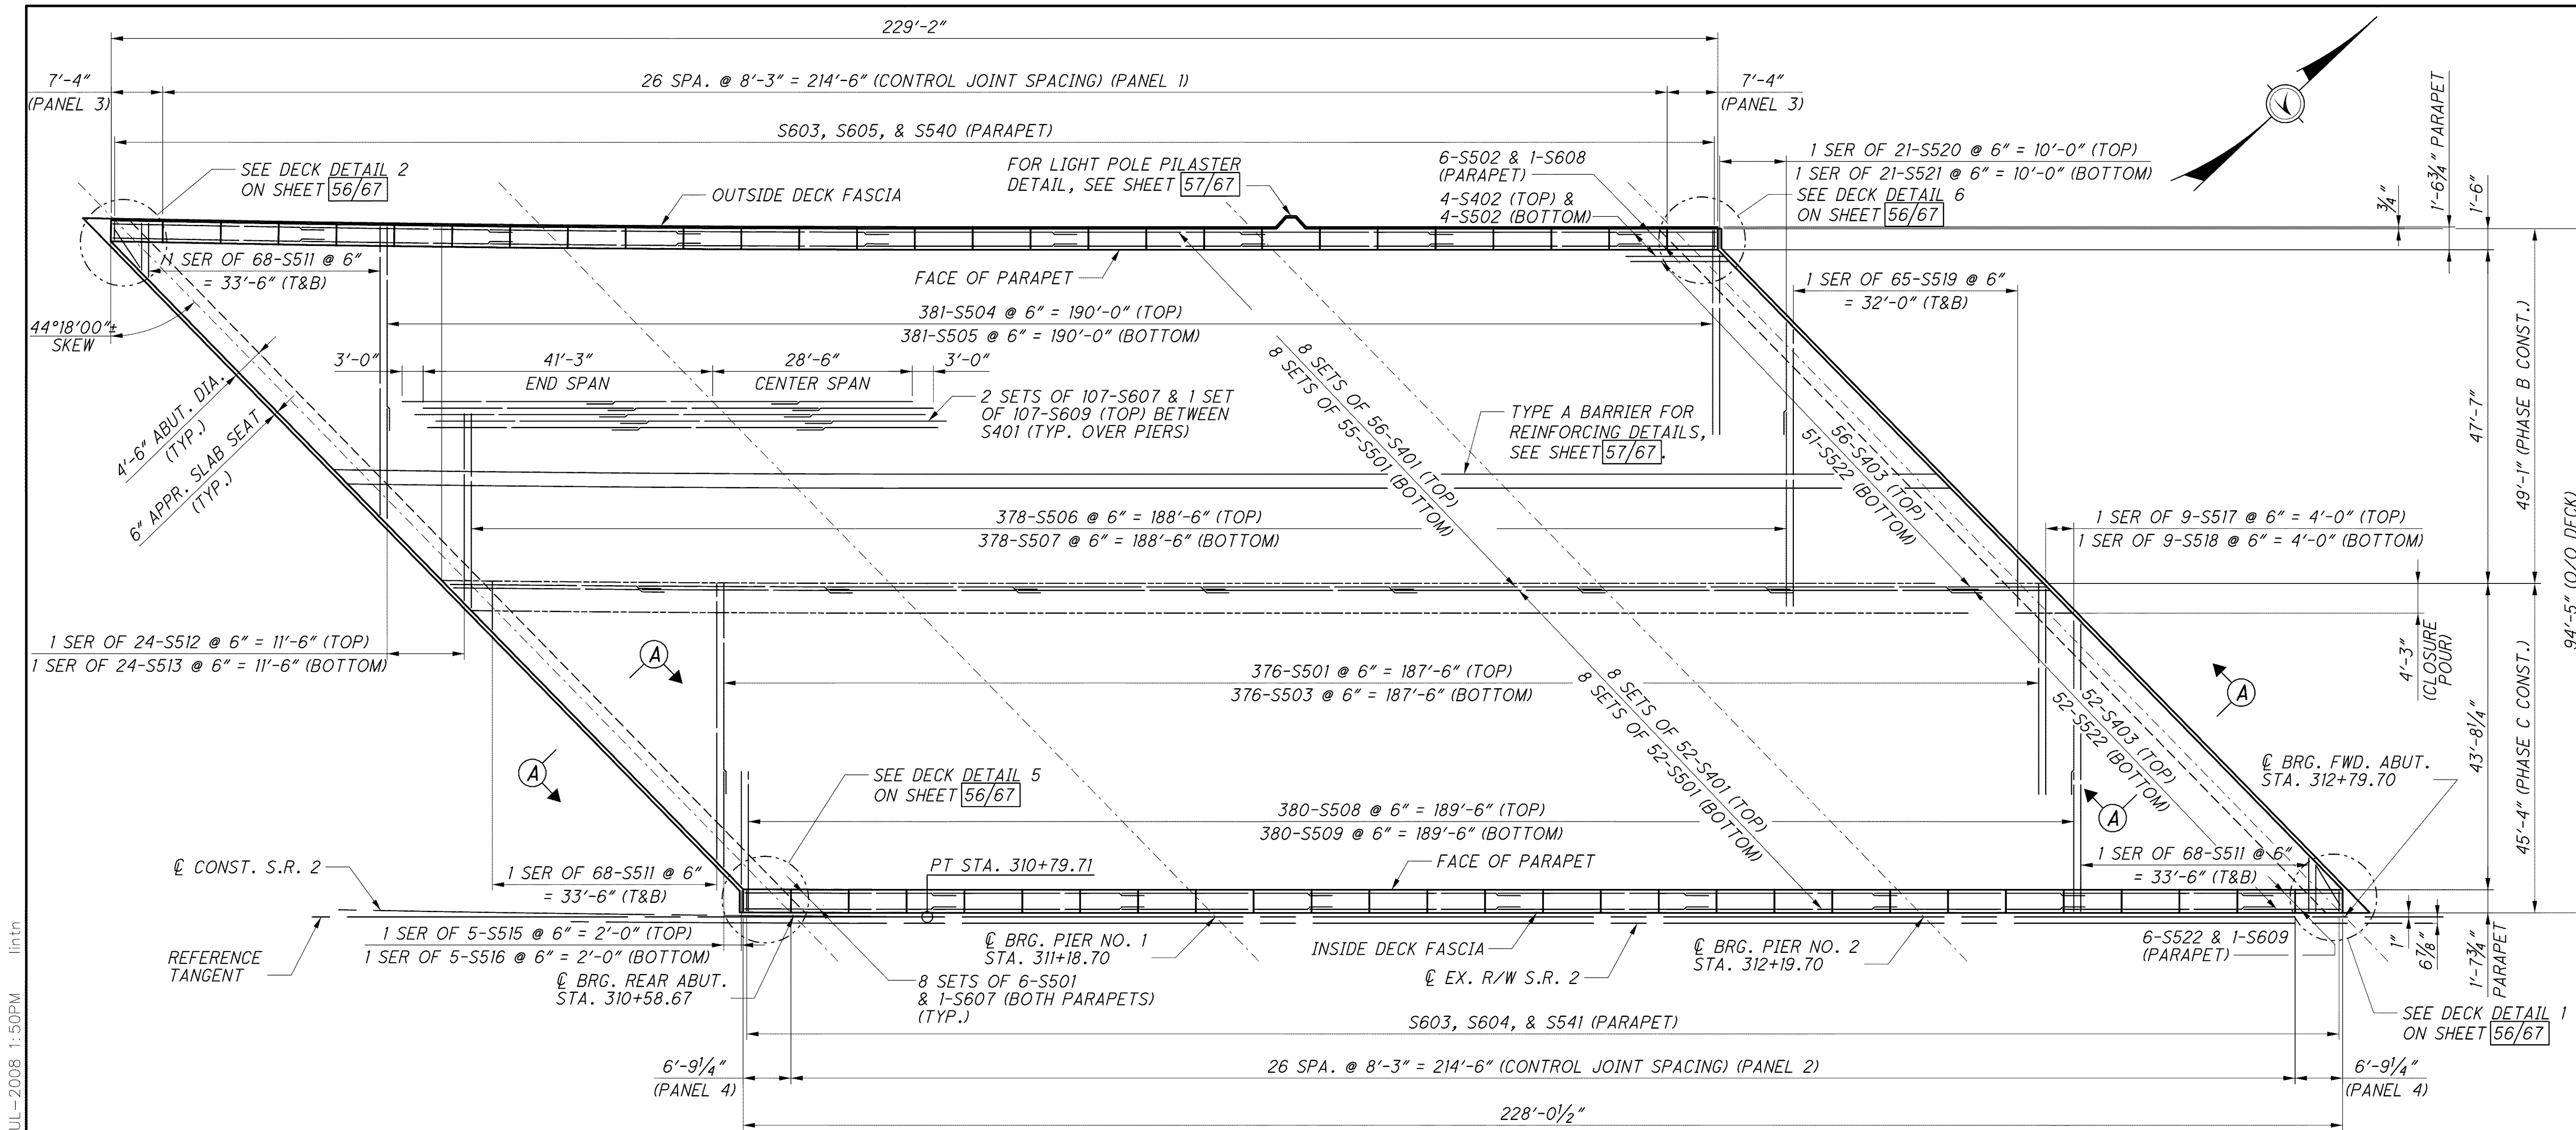 229'-2"
7'-4"
(PANEL 3)
26 SPA. @ 8'-3" = 214'-6" (CONTROL JOINT SPACING) (PANEL 1)
7'-4"
(PANEL 3)
S603, S605, & S540 (PARAPET)
SEE DECK DETAIL 2
ON SHEET 56/67
OUTSIDE DECK FASCIA
FOR LIGHT POLE PILASTER
DETAIL, SEE SHEET 57/67
6-S502 & 1-S608
(PARAPET)
4-S402 (TOP) &
4-S502 (BOTTOM)
1 SER OF 21-S520 @ 6" = 10'-0" (TOP)
1 SER OF 21-S521 @ 6" = 10'-0" (BOTTOM)
SEE DECK DETAIL 6
ON SHEET 56/67
3/4"
1'-6 3/4" PARAPET
1'-6"
1 SER OF 68-S511 @ 6"
= 33'-6" (T&B)
FACE OF PARAPET
1 SER OF 65-S519 @ 6"
= 32'-0" (T&B)
44°18'00"±
SKEW
381-S504 @ 6" = 190'-0" (TOP)
381-S505 @ 6" = 190'-0" (BOTTOM)
3'-0"
41'-3"
END SPAN
28'-6"
CENTER SPAN
3'-0"
2 SETS OF 107-S607 & 1 SET
OF 107-S609 (TOP) BETWEEN
S401 (TYP. OVER PIERS)
8 SETS OF 56-S401 (TOP)
8 SETS OF 55-S501 (BOTTOM)
TYPE A BARRIER FOR
REINFORCING DETAILS,
SEE SHEET 57/67.
56-S403 (TOP)
51-S522 (BOTTOM)
47'-7"
49'-1" (PHASE B CONST.)
4'-6" ABUT. DIA.
(TYP.)
6" APPR. SLAB SEAT
(TYP.)
378-S506 @ 6" = 188'-6" (TOP)
378-S507 @ 6" = 188'-6" (BOTTOM)
1 SER OF 9-S517 @ 6" = 4'-0" (TOP)
1 SER OF 9-S518 @ 6" = 4'-0" (BOTTOM)
94'-5" (O/O DECK)
1 SER OF 24-S512 @ 6" = 11'-6" (TOP)
1 SER OF 24-S513 @ 6" = 11'-6" (BOTTOM)
A
376-S501 @ 6" = 187'-6" (TOP)
376-S503 @ 6" = 187'-6" (BOTTOM)
8 SETS OF 52-S401 (TOP)
8 SETS OF 52-S501 (BOTTOM)
52-S403 (TOP)
52-S522 (BOTTOM)
4'-3"
(CLOSURE
POUR)
A
43'-8 1/4"
45'-4" (PHASE C CONST.)
A
SEE DECK DETAIL 5
ON SHEET 56/67
380-S508 @ 6" = 189'-6" (TOP)
380-S509 @ 6" = 189'-6" (BOTTOM)
A
℄ BRG. FWD. ABUT.
STA. 312+79.70
℄ CONST. S.R. 2
1 SER OF 68-S511 @ 6"
= 33'-6" (T&B)
PT STA. 310+79.71
FACE OF PARAPET
1 SER OF 68-S511 @ 6"
= 33'-6" (T&B)
REFERENCE
TANGENT
1 SER OF 5-S515 @ 6" = 2'-0" (TOP)
1 SER OF 5-S516 @ 6" = 2'-0" (BOTTOM)
℄ BRG. REAR ABUT.
STA. 310+58.67
℄ BRG. PIER NO. 1
STA. 311+18.70
INSIDE DECK FASCIA
℄ EX. R/W S.R. 2
℄ BRG. PIER NO. 2
STA. 312+19.70
6-S522 & 1-S609
(PARAPET)
1"
6 7/8"
1'-7 3/4"
PARAPET
8 SETS OF 6-S501
& 1-S607 (BOTH PARAPETS)
(TYP.)
SEE DECK DETAIL 1
ON SHEET 56/67
S603, S604, & S541 (PARAPET)
6'-9 1/4"
(PANEL 4)
26 SPA. @ 8'-3" = 214'-6" (CONTROL JOINT SPACING) (PANEL 2)
6'-9 1/4"
(PANEL 4)
228'-0 1/2"
UL-2008 1:50PM lintn